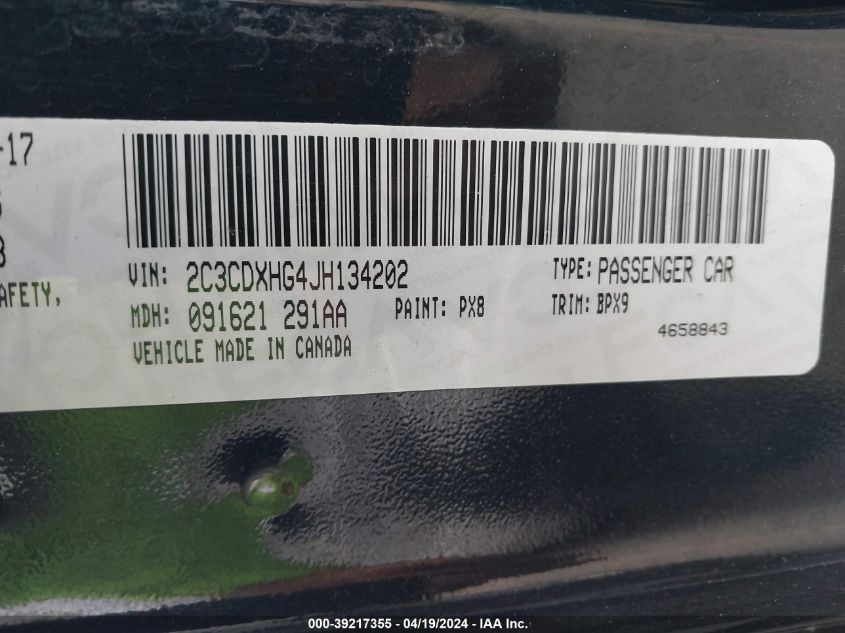 -17
3
AFETY,
VIN: 2C3CDXHG4JH134202 TYPE: PASSENGER CAR
MDH: 091621 291AA PAINT: PX8 TRIM: BPX9
VEHICLE MADE IN CANADA 4658843
000-39217355 - 04/19/2024 - IAA Inc.